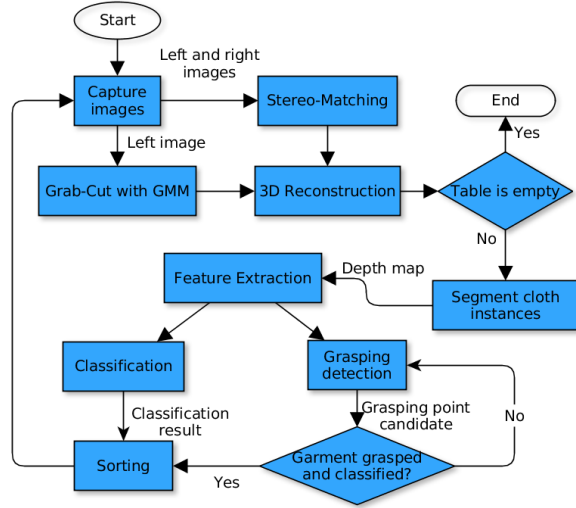 Start
Left and right
images
Capture
images
Stereo-Matching
End
Yes
Left image
Grab-Cut with GMM
3D Reconstruction
Table is empty
No
Depth map
Feature Extraction
Segment cloth
instances
Classification
Grasping
detection
Classification
result
Grasping point
candidate
No
Sorting
Yes
Garment grasped
and classified?